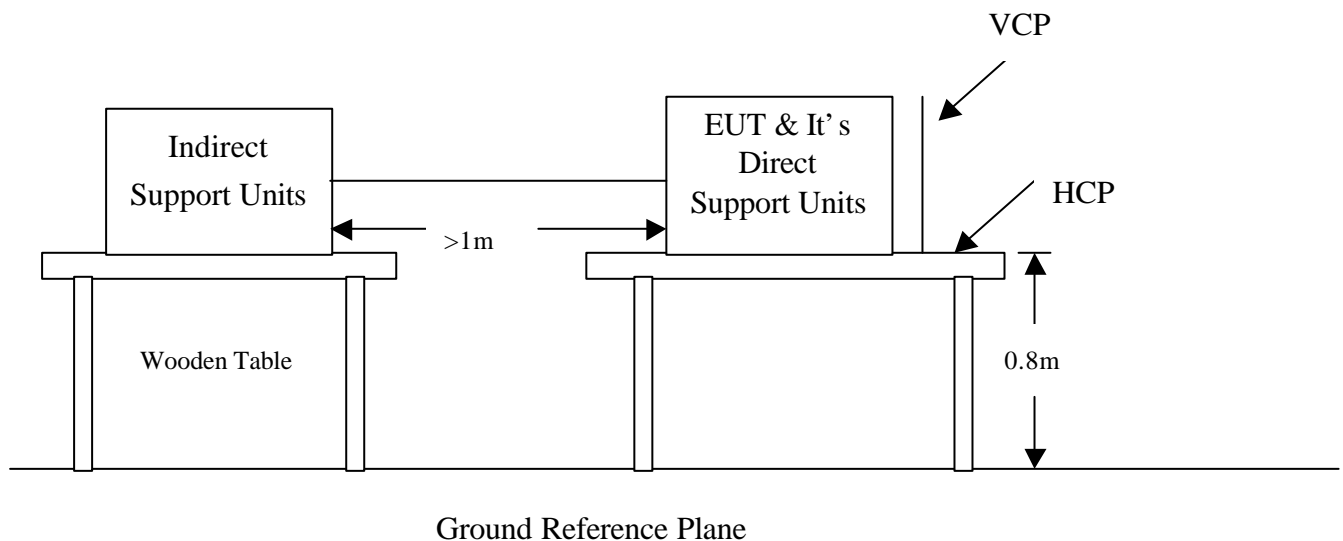 VCP
Indirect
Support Units
EUT & It’s
Direct
Support Units
HCP
>1m
Wooden Table
0.8m
Ground Reference Plane